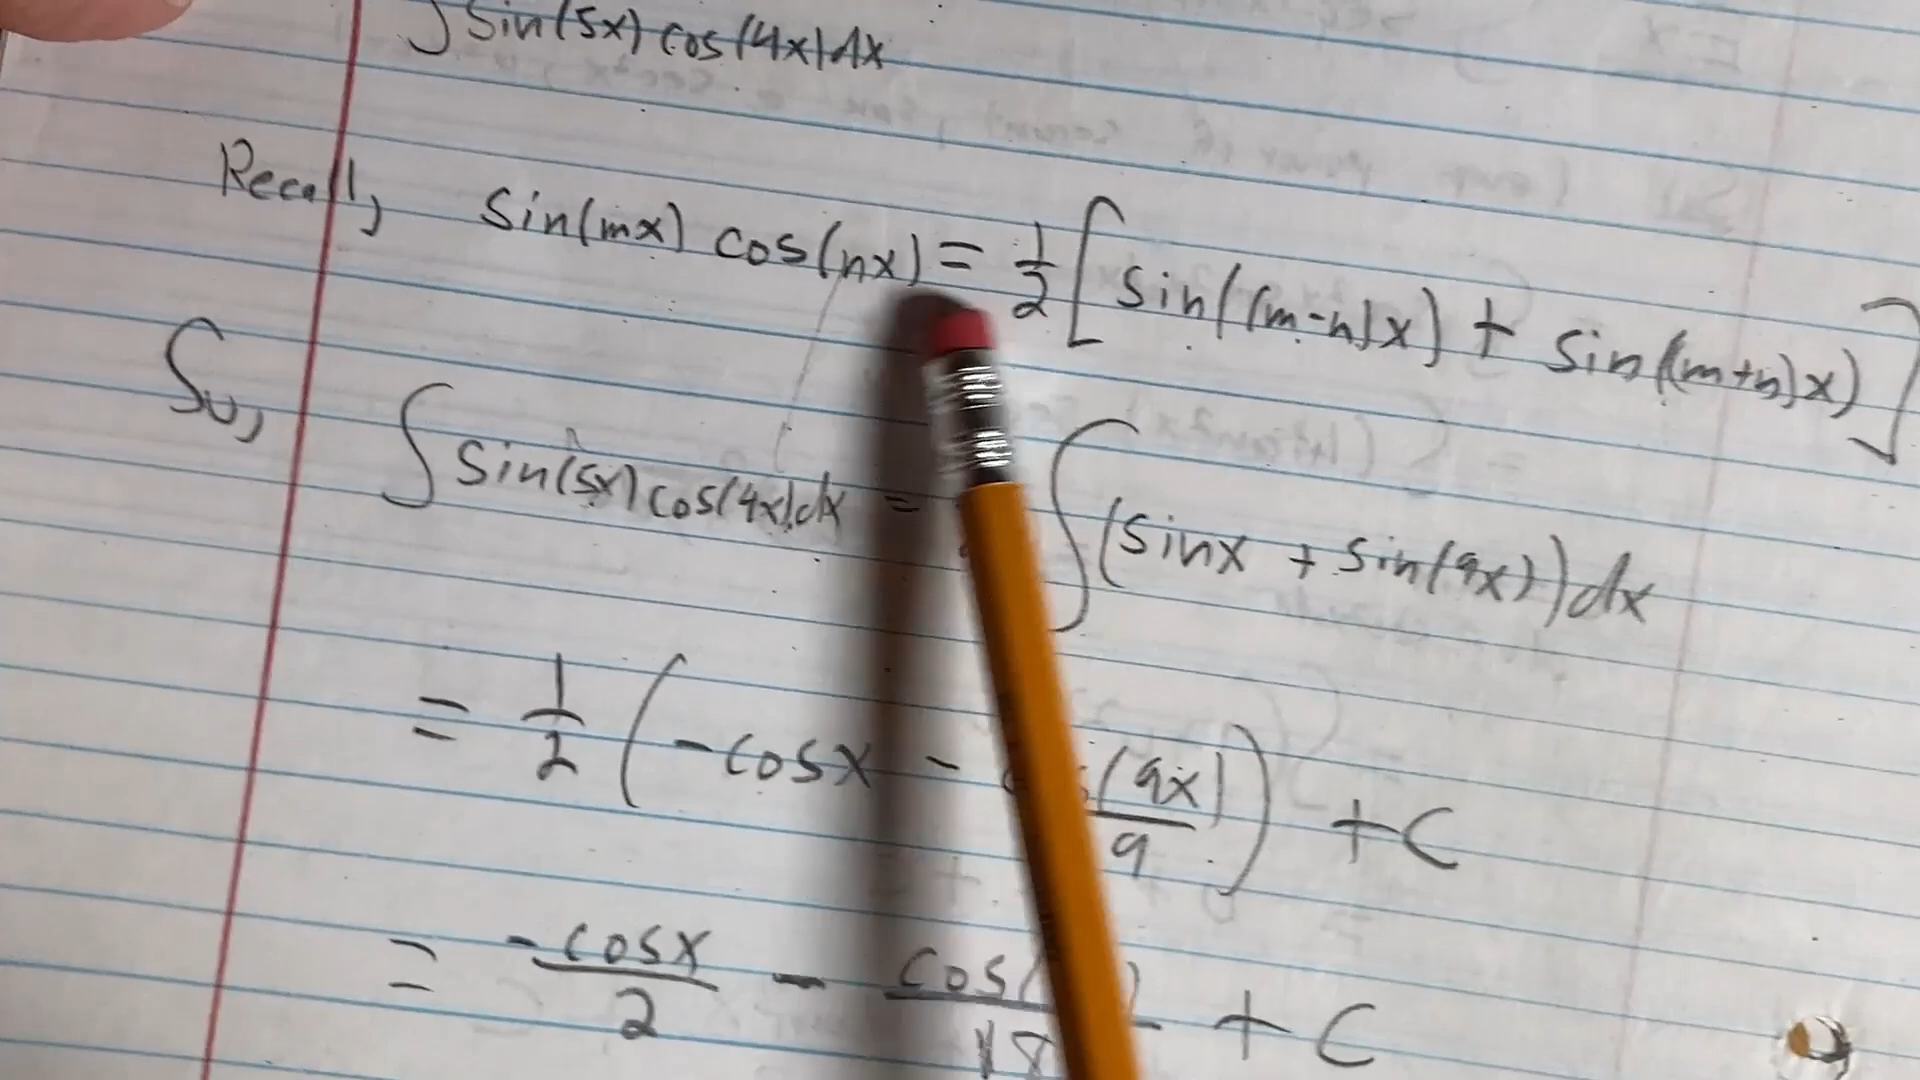 ∫ sin(5x) cos(4x) dx
Recall, sin(mx) cos(nx) = 1/2 [ sin((m-n)x) + sin((m+n)x) ]
So, ∫ sin(5x) cos(4x) dx = ∫ (sinx + sin(9x)) dx
= 1/2 ( -cosx - (9x)/9 ) + C
= -cosx/2 - cos(/18 + C